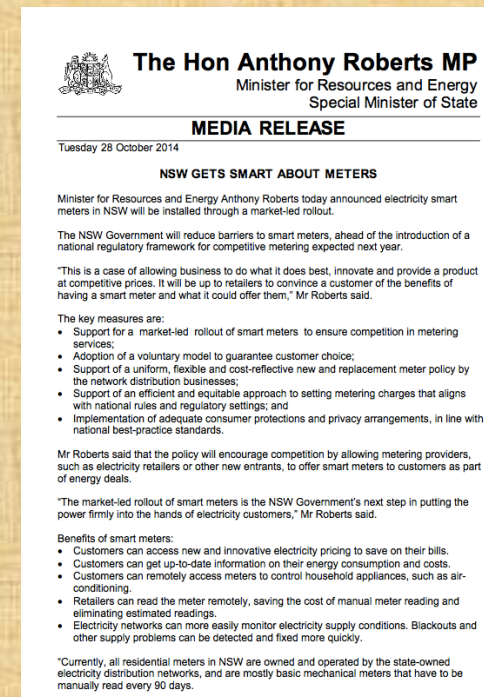 The Hon Anthony Roberts MP
Minister for Resources and Energy
Special Minister of State
MEDIA RELEASE
Tuesday 28 October 2014
NSW GETS SMART ABOUT METERS
Minister for Resources and Energy Anthony Roberts today announced electricity smart
meters in NSW will be installed through a market-led rollout.
The NSW Government will reduce barriers to smart meters, ahead of the introduction of a
national regulatory framework for competitive metering expected next year.
"This is a case of allowing business to do what it does best, innovate and provide a product
at competitive prices. It will be up to retailers to convince a customer of the benefits of
having a smart meter and what it could offer them," Mr Roberts said.
The key measures are:
• Support for a market-led rollout of smart meters to ensure competition in metering
services;
• Adoption of a voluntary model to guarantee customer choice;
• Support of a uniform, flexible and cost-reflective new and replacement meter policy by
the network distribution businesses;
• Support of an efficient and equitable approach to setting metering charges that aligns
with national rules and regulatory settings; and
• Implementation of adequate consumer protections and privacy arrangements, in line with
national best-practice standards.
Mr Roberts said that the policy will encourage competition by allowing metering providers,
such as electricity retailers or other new entrants, to offer smart meters to customers as part
of energy deals.
"The market-led rollout of smart meters is the NSW Government's next step in putting the
power firmly into the hands of electricity customers," Mr Roberts said.
Benefits of smart meters:
• Customers can access new and innovative electricity pricing to save on their bills.
• Customers can get up-to-date information on their energy consumption and costs.
• Customers can remotely access meters to control household appliances, such as air-
conditioning.
• Retailers can read the meter remotely, saving the cost of manual meter reading and
eliminating estimated readings.
• Electricity networks can more easily monitor electricity supply conditions. Blackouts and
other supply problems can be detected and fixed more quickly.
"Currently, all residential meters in NSW are owned and operated by the state-owned
electricity distribution networks, and are mostly basic mechanical meters that have to be
manually read every 90 days.